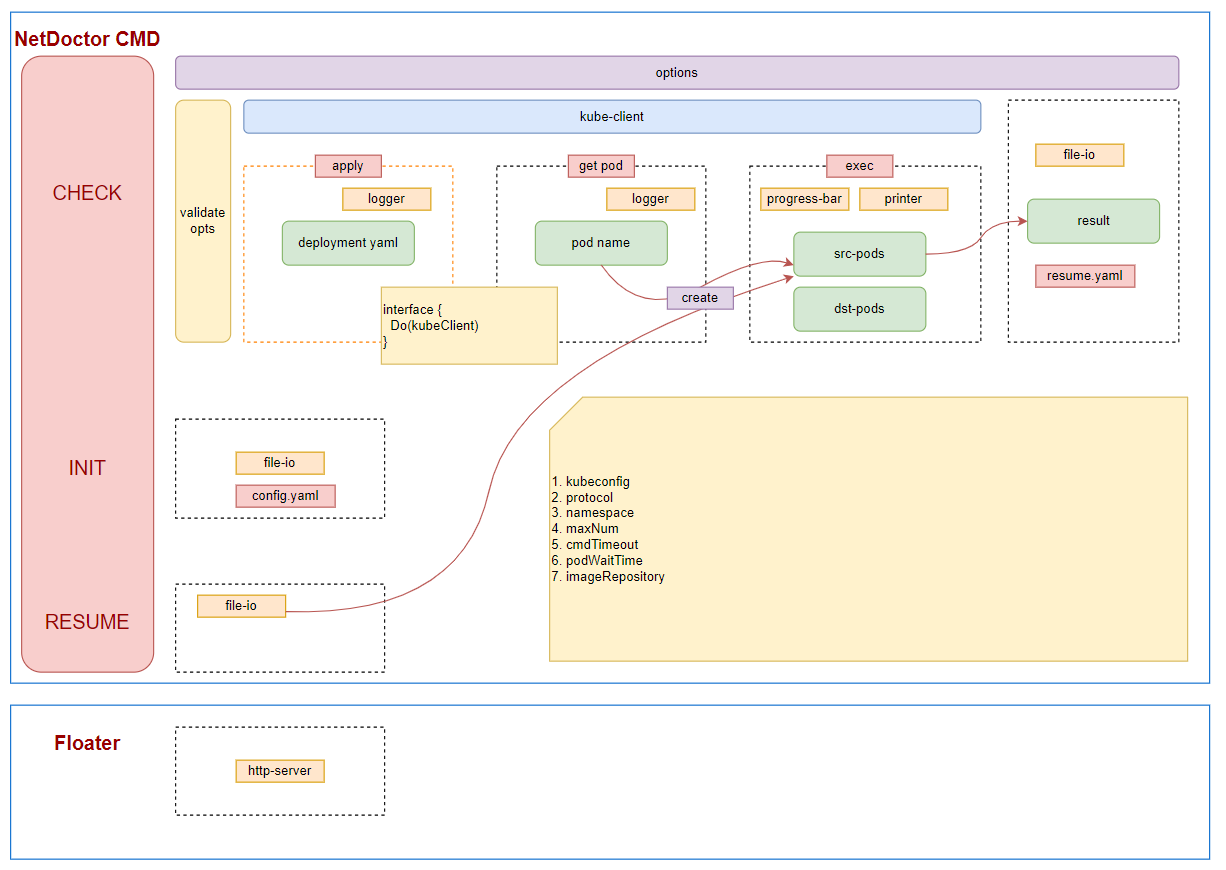 NetDoctor CMD
options
CHECK
validate
opts
kube-client
apply
logger
deployment yaml
interface {
Do(kubeClient)
}
get pod
logger
pod name
create
exec
progress-bar
printer
src-pods
dst-pods
file-io
result
resume.yaml
INIT
file-io
config.yaml
RESUME
file-io
1. kubeconfig
2. protocol
3. namespace
4. maxNum
5. cmdTimeout
6. podWaitTime
7. imageRepository
Floater
http-server